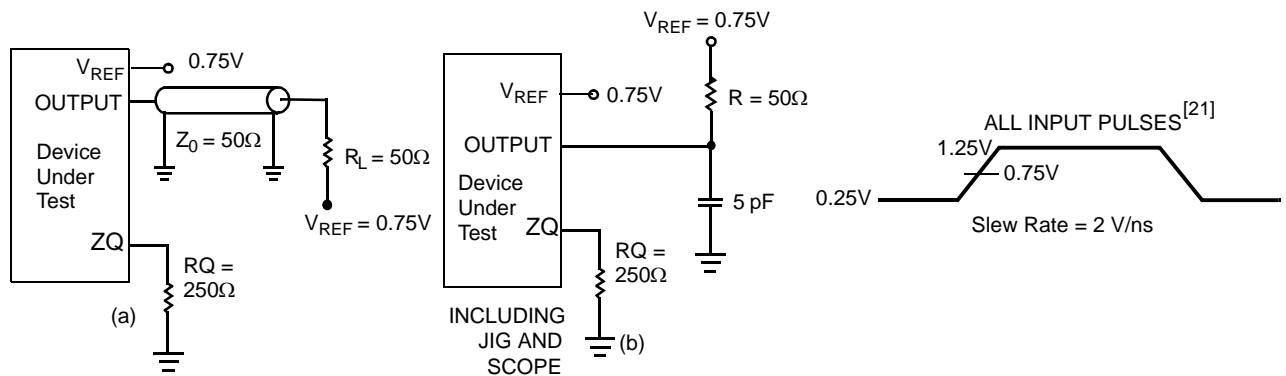 V_REF
0.75V
OUTPUT
Z_0 = 50Ω
Device
Under
Test
R_L = 50Ω
V_REF = 0.75V
ZQ
RQ =
250Ω
(a)
V_REF = 0.75V
V_REF
0.75V
R = 50Ω
OUTPUT
Device
Under
Test
5 pF
ZQ
RQ =
250Ω
INCLUDING
JIG AND
SCOPE
(b)
ALL INPUT PULSES[21]
1.25V
0.75V
0.25V
Slew Rate = 2 V/ns